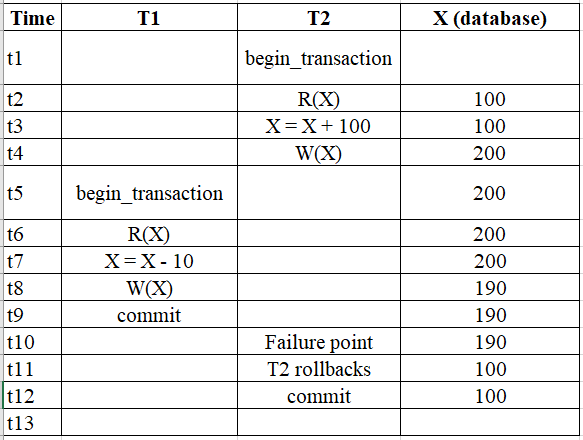 Time T1 T2 X (database)
t1 begin_transaction
t2 R(X) 100
t3 X = X + 100 100
t4 W(X) 200
t5 begin_transaction 200
t6 R(X) 200
t7 X = X - 10 200
t8 W(X) 190
t9 commit 190
t10 Failure point 190
t11 T2 rollbacks 100
t12 commit 100
t13